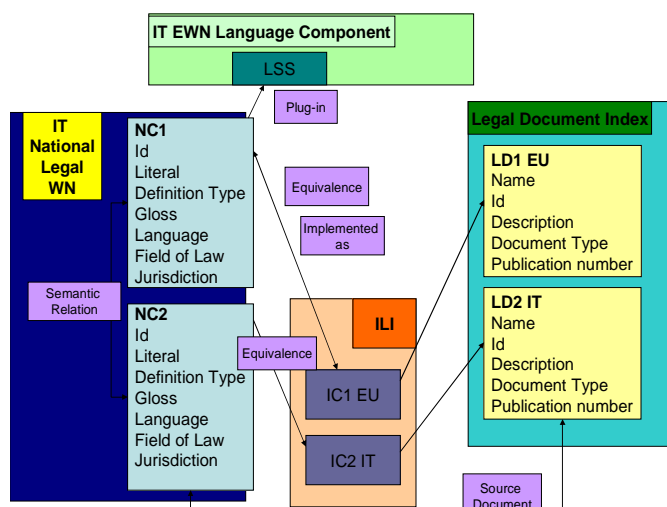 IT EWN Language Component
LSS
Plug-in
IT
National
Legal
WN
NC1
Id
Literal
Definition Type
Gloss
Language
Field of Law
Jurisdiction
Equivalence
Implemented
as
Legal Document Index
LD1 EU
Name
Id
Description
Document Type
Publication number
Semantic
Relation
NC2
Id
Literal
Definition Type
Gloss
Language
Field of Law
Jurisdiction
Equivalence
ILI
IC1 EU
IC2 IT
LD2 IT
Name
Id
Description
Document Type
Publication number
Source
Document